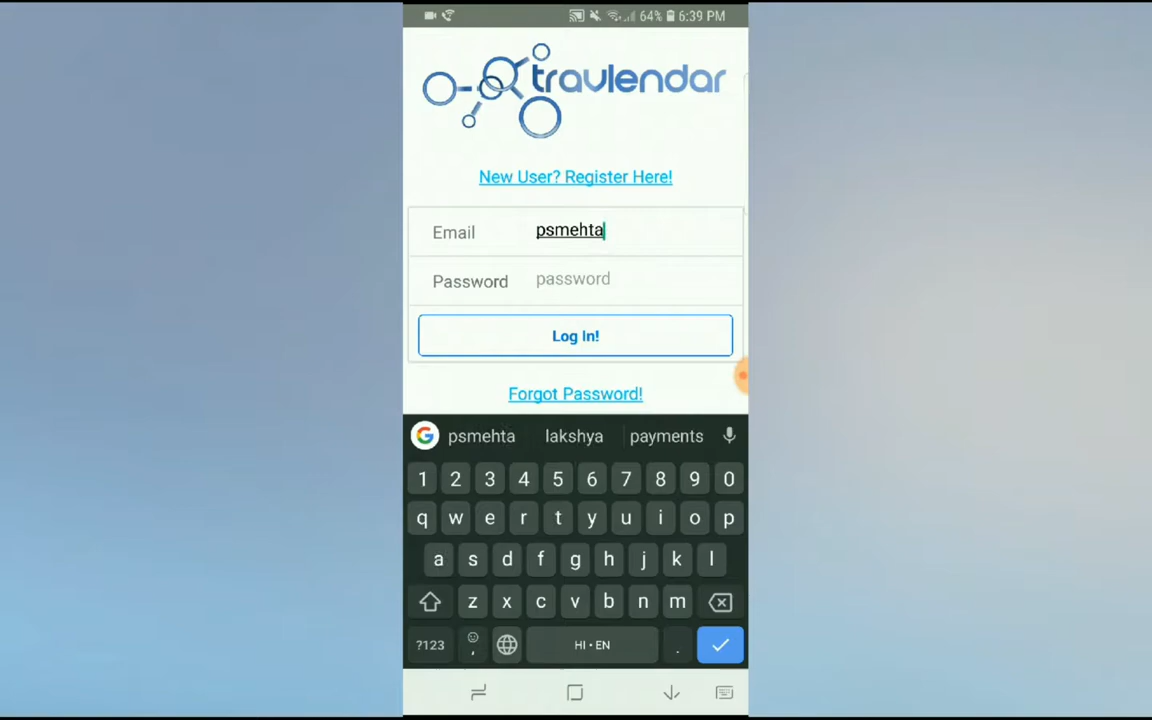 64% 6:39 PM
travlendar
New User? Register Here!
Email psmehta
Password password
Log In!
Forgot Password!
G psmehta lakshya payments
1 2 3 4 5 6 7 8 9 0
q w e r t y u i o p
a s d f g h j k l
z x c v b n m
?123 , HI • EN .